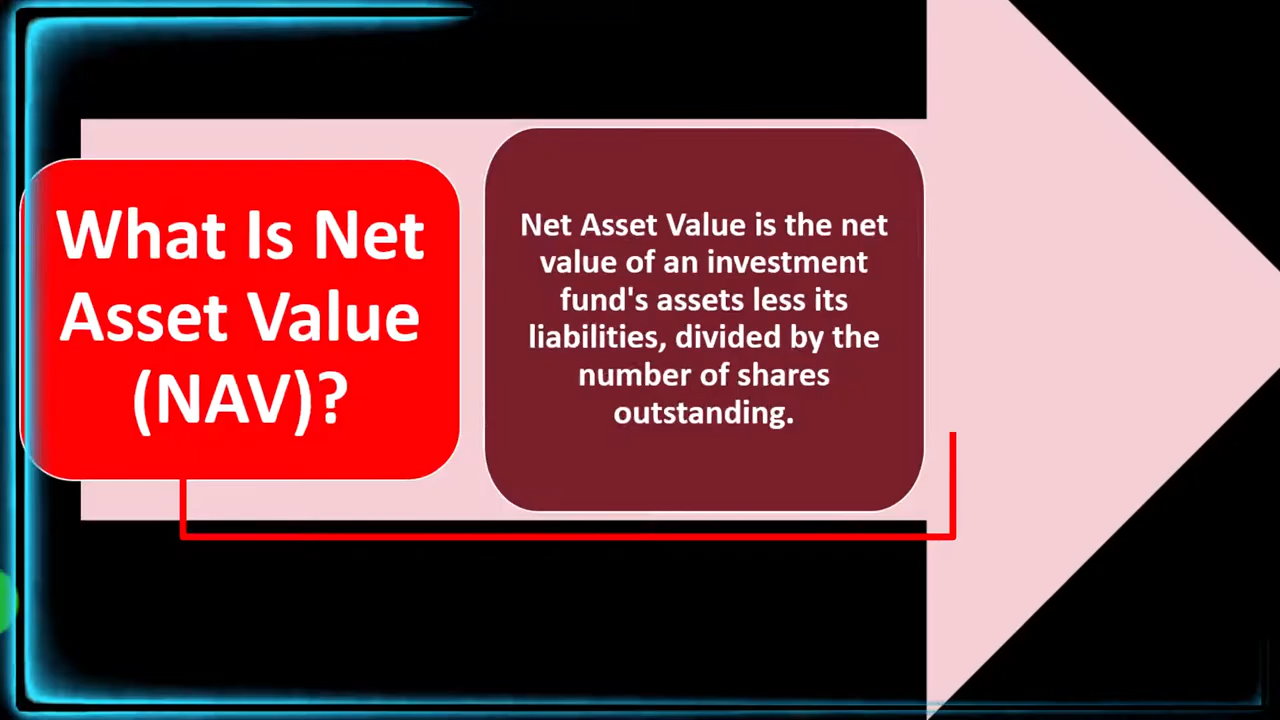 What Is Net
Asset Value
(NAV)?
Net Asset Value is the net
value of an investment
fund's assets less its
liabilities, divided by the
number of shares
outstanding.